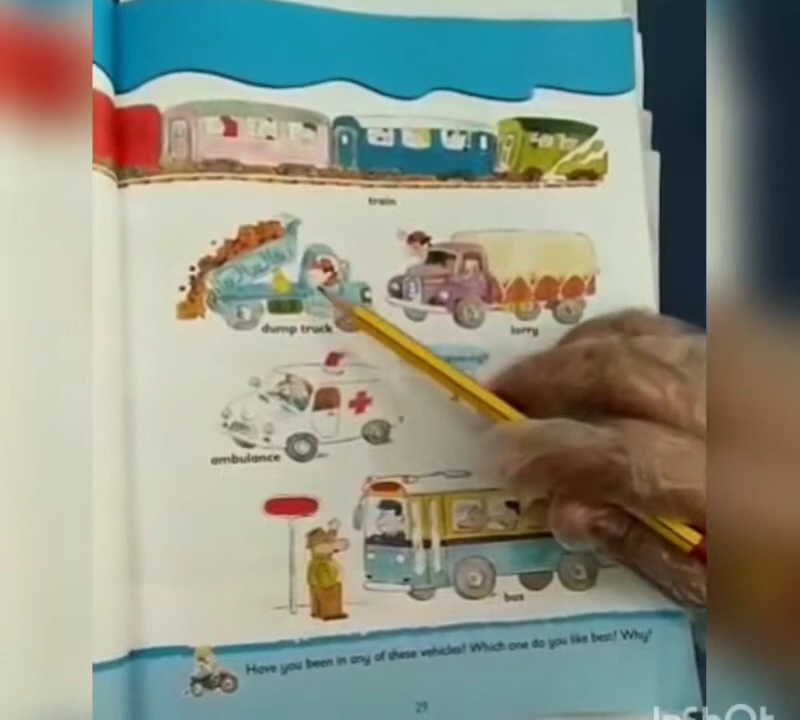 train
dump truck
lorry
ambulance
bus
Have you been in any of these vehicles? Which one do you like best? Why?
29
InShOt